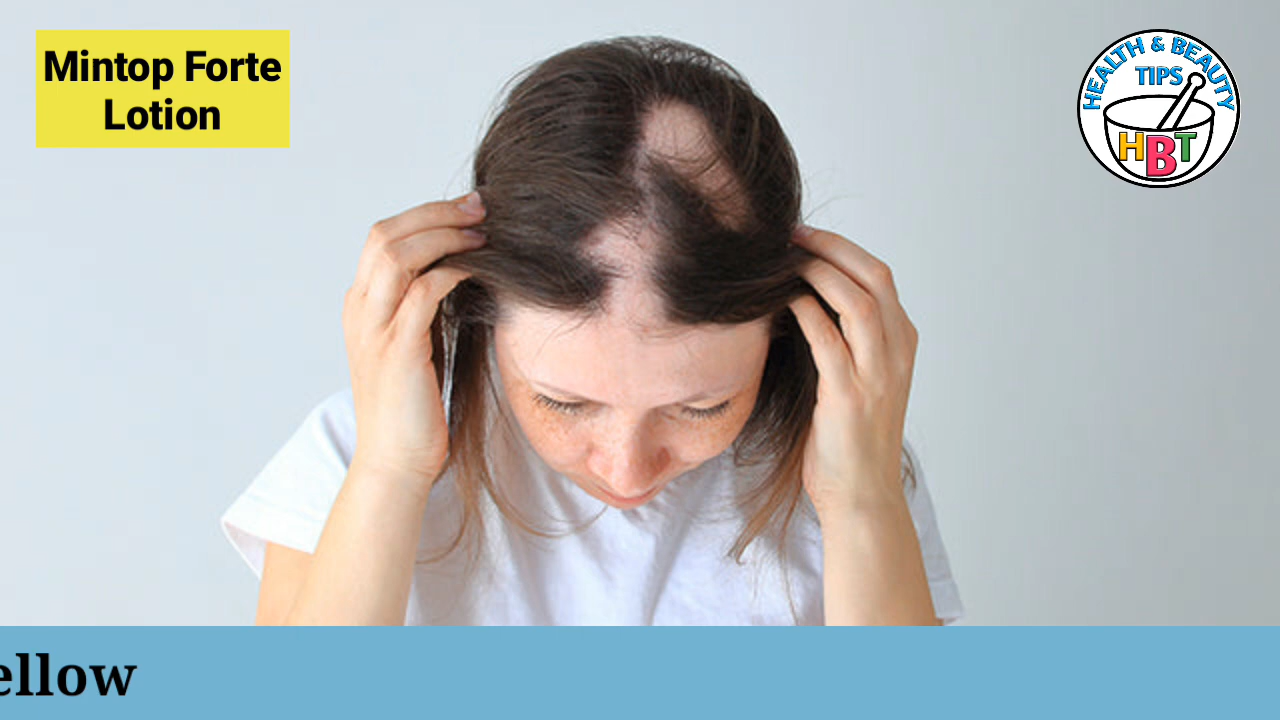 Mintop Forte
Lotion
HEALTH & BEAUTY
TIPS
HBT
ellow